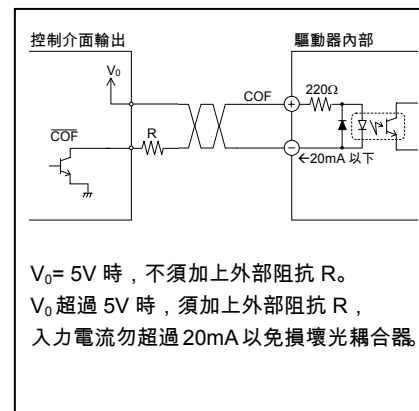 控制介面輸出
驅動器內部
V₀
COF
220Ω
C̅O̅F̅
R
+
−
←20mA 以下
V₀= 5V 時，不須加上外部阻抗 R。
V₀ 超過 5V 時，須加上外部阻抗 R，
入力電流勿超過 20mA 以免損壞光耦合器。